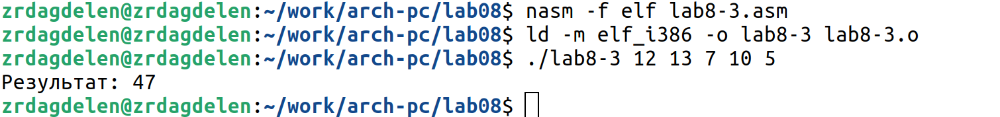 zrdagdelen@zrdagdelen:~/work/arch-pc/lab08$ nasm -f elf lab8-3.asm
zrdagdelen@zrdagdelen:~/work/arch-pc/lab08$ ld -m elf_i386 -o lab8-3 lab8-3.o
zrdagdelen@zrdagdelen:~/work/arch-pc/lab08$ ./lab8-3 12 13 7 10 5
Результат: 47
zrdagdelen@zrdagdelen:~/work/arch-pc/lab08$